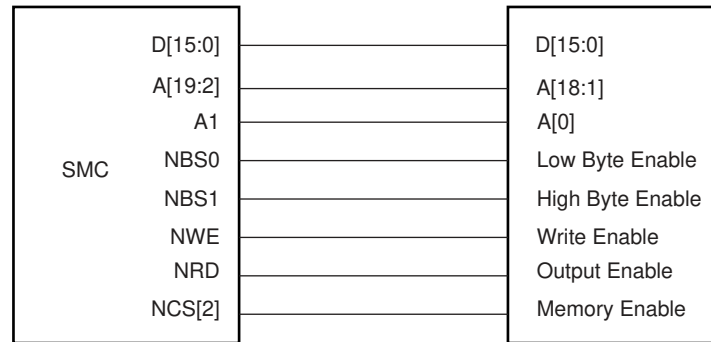 D[15:0] D[15:0]
A[19:2] A[18:1]
A1 A[0]
NBS0 Low Byte Enable
SMC
NBS1 High Byte Enable
NWE Write Enable
NRD Output Enable
NCS[2] Memory Enable